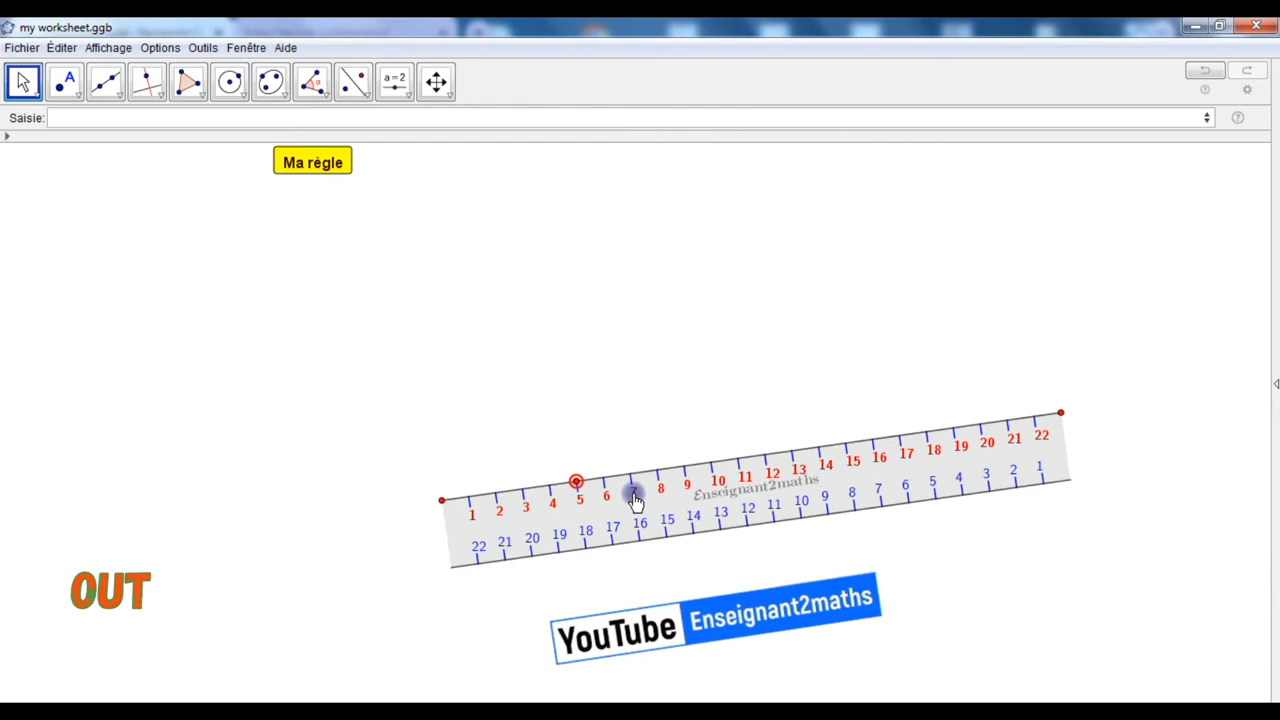 my worksheet.ggb
Fichier Éditer Affichage Options Outils Fenêtre Aide
A α a = 2
Saisie:
Ma règle
1 2 3 4 5 6 7 8 9 10 11 12 13 14 15 16 17 18 19 20 21 22
Enseignant2maths
22 21 20 19 18 17 16 15 14 13 12 11 10 9 8 7 6 5 4 3 2 1
OUT
YouTube Enseignant2maths